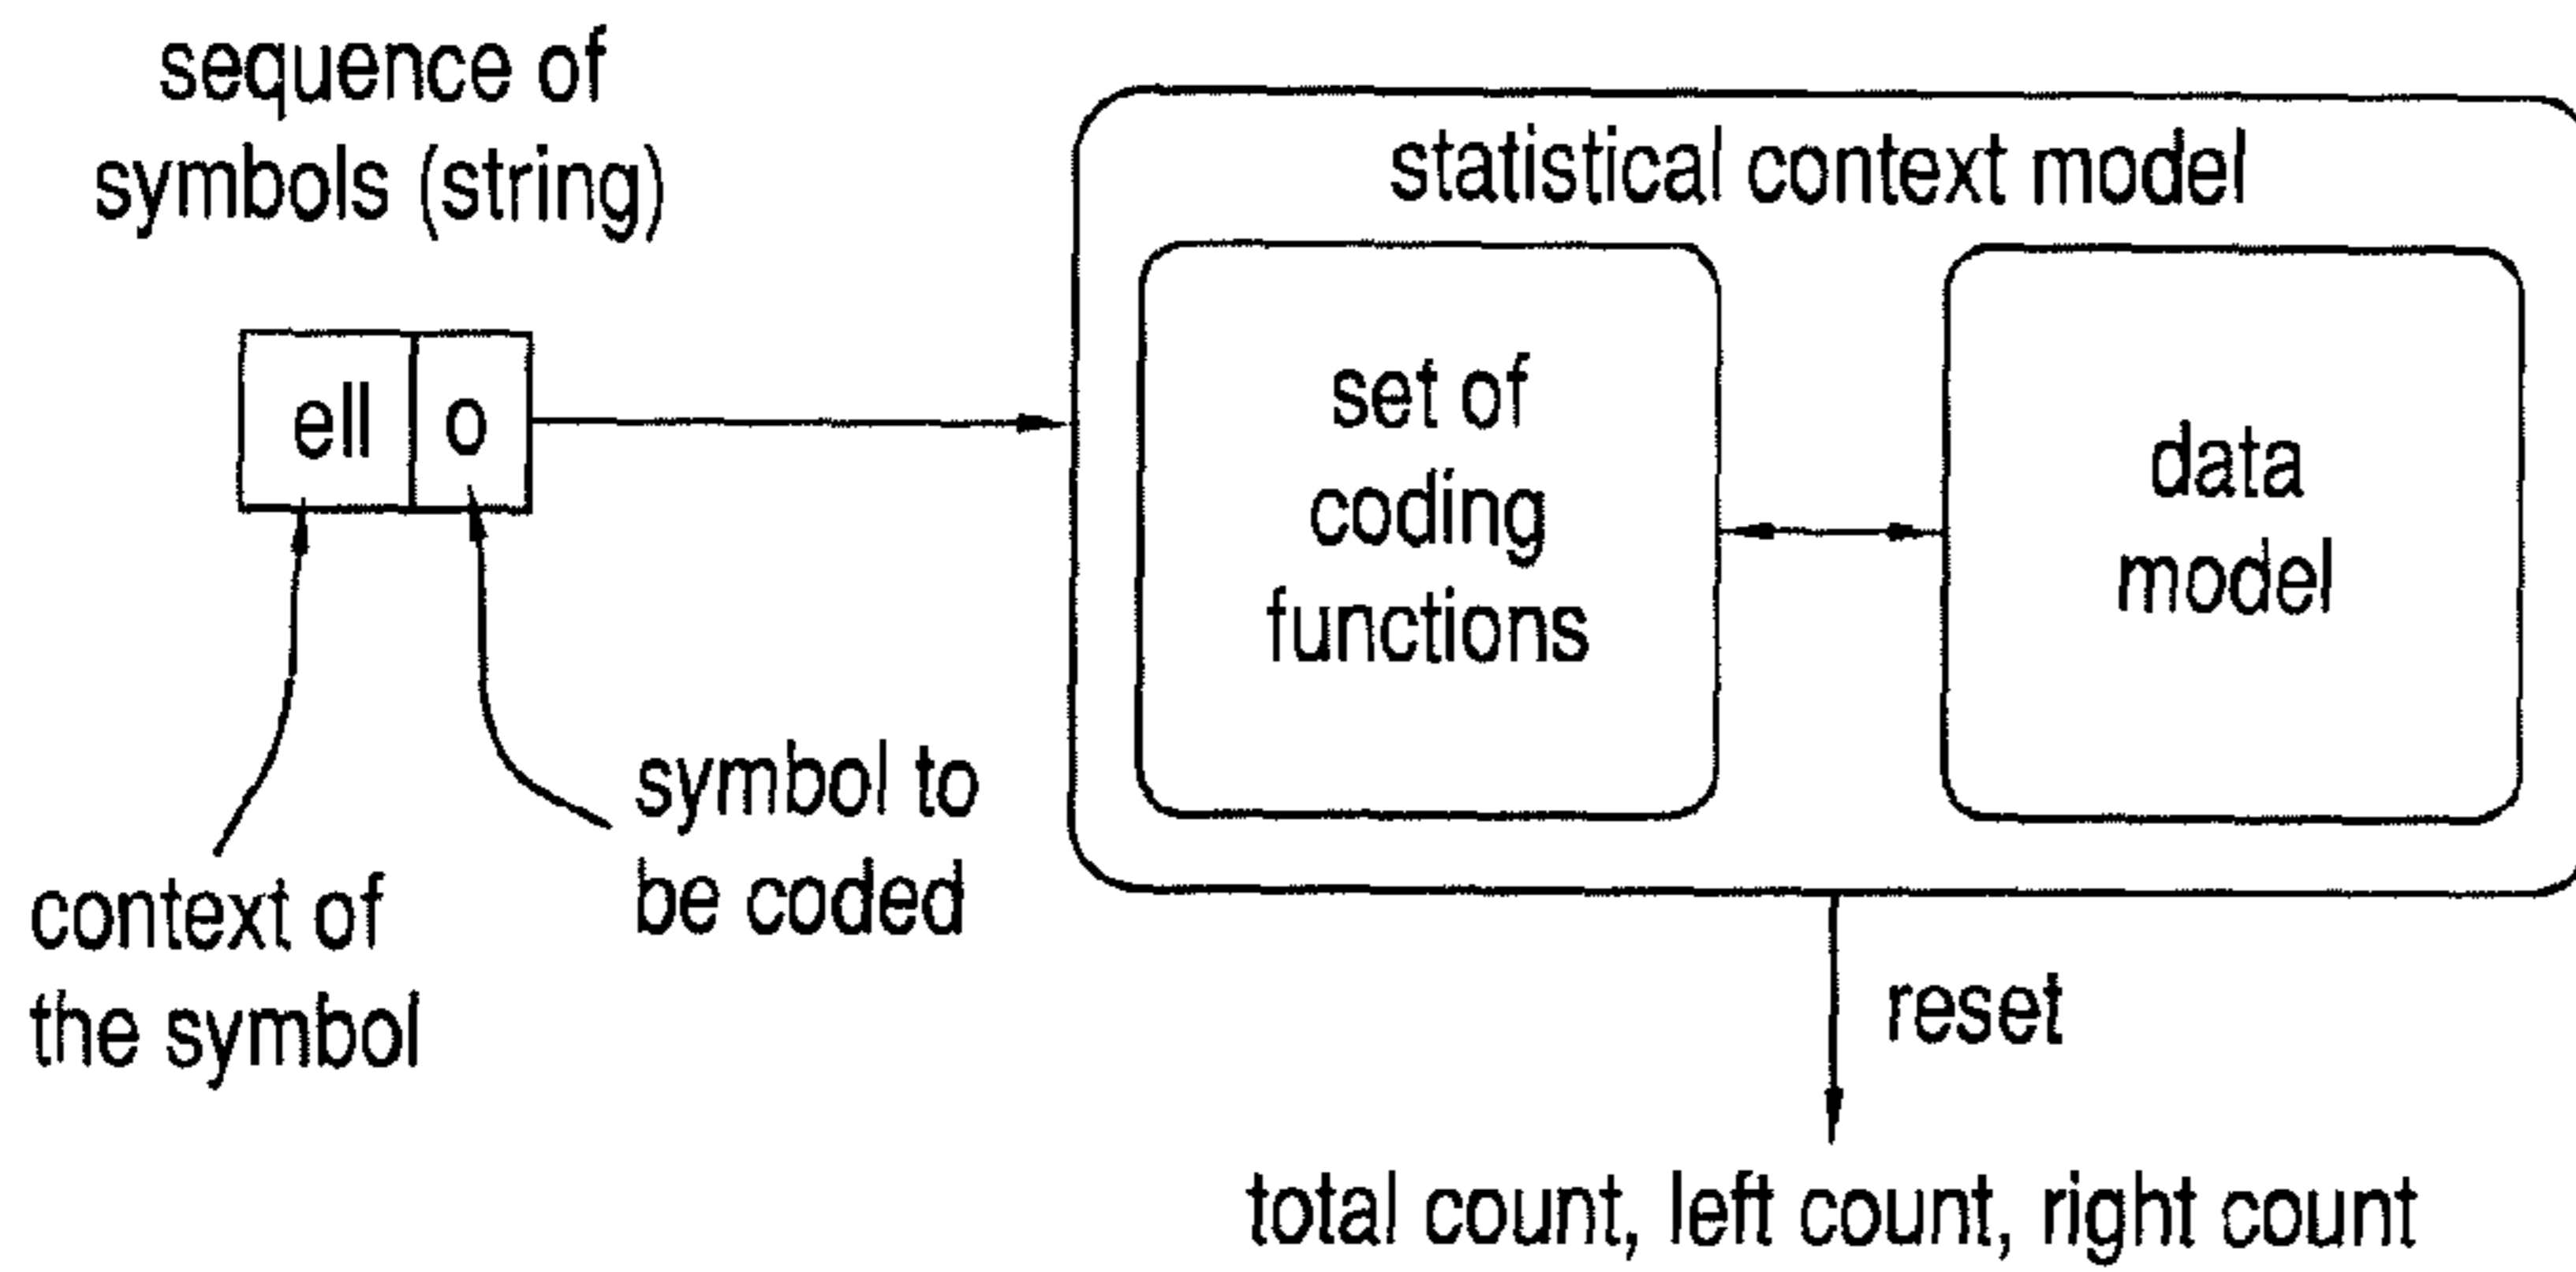 sequence of
symbols (string)
ell o
context of
the symbol
symbol to
be coded
statistical context model
set of
coding
functions
data
model
reset
total count, left count, right count